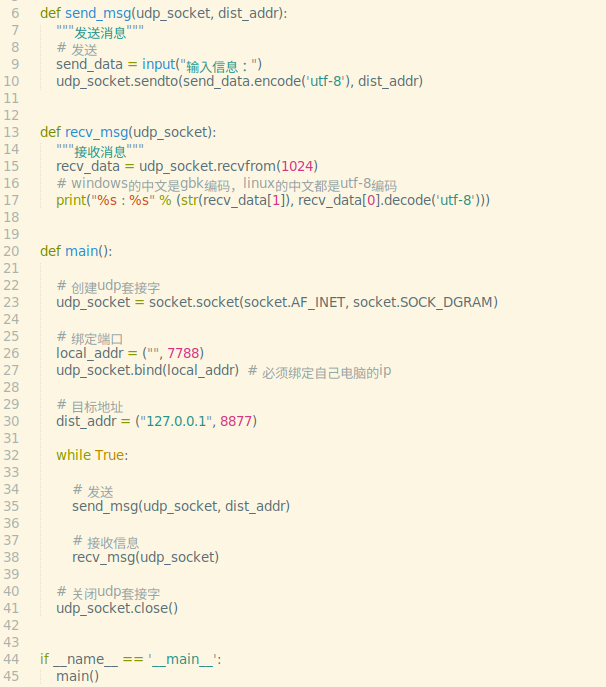 6 def send_msg(udp_socket, dist_addr):
7 """发送消息"""
8 # 发送
9 send_data = input("输入信息：")
10 udp_socket.sendto(send_data.encode('utf-8'), dist_addr)
11
12
13 def recv_msg(udp_socket):
14 """接收消息"""
15 recv_data = udp_socket.recvfrom(1024)
16 # windows的中文是gbk编码，linux的中文都是utf-8编码
17 print("%s : %s" % (str(recv_data[1]), recv_data[0].decode('utf-8')))
18
19
20 def main():
21
22 # 创建udp套接字
23 udp_socket = socket.socket(socket.AF_INET, socket.SOCK_DGRAM)
24
25 # 绑定端口
26 local_addr = ("", 7788)
27 udp_socket.bind(local_addr) # 必须绑定自己电脑的ip
28
29 # 目标地址
30 dist_addr = ("127.0.0.1", 8877)
31
32 while True:
33
34 # 发送
35 send_msg(udp_socket, dist_addr)
36
37 # 接收信息
38 recv_msg(udp_socket)
39
40 # 关闭udp套接字
41 udp_socket.close()
42
43
44 if __name__ == '__main__':
45 main()